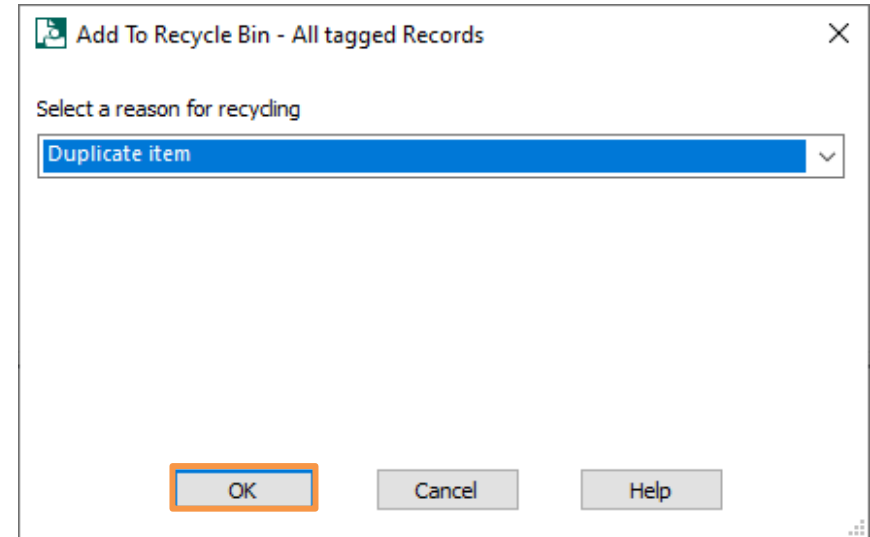 Add To Recycle Bin - All tagged Records
Select a reason for recycling
Duplicate item
OK Cancel Help